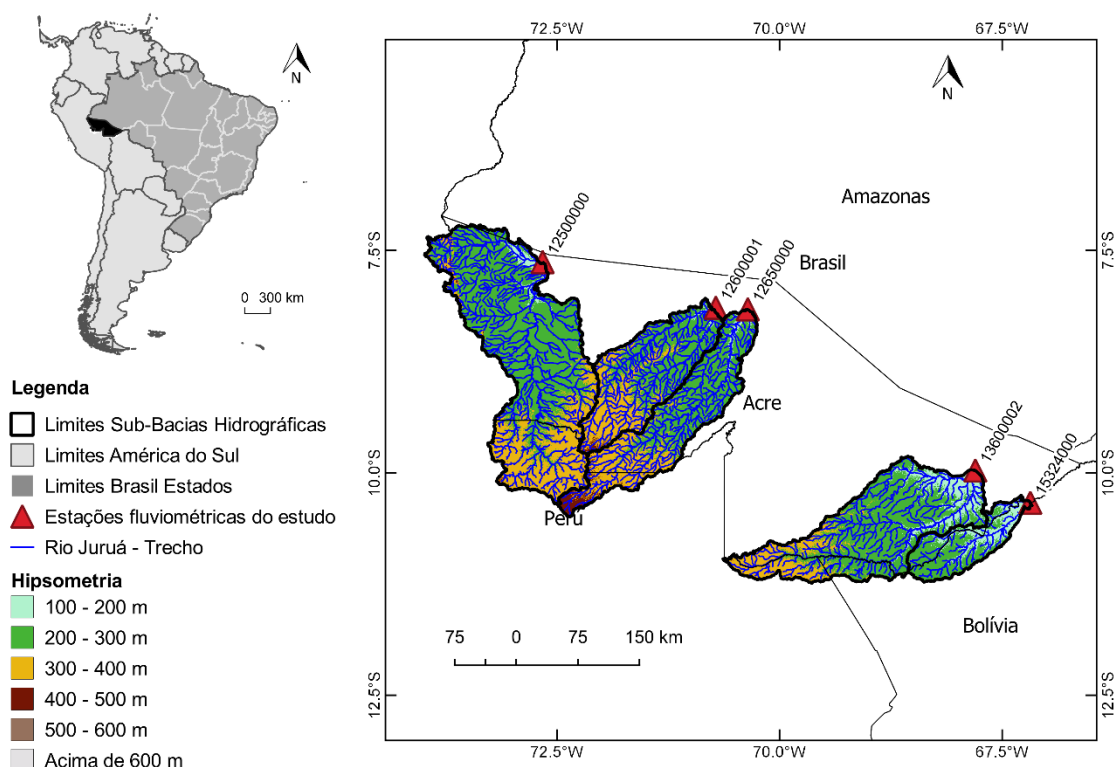 N
0 300 km
Legenda
Limites Sub-Bacias Hidrográficas
Limites América do Sul
Limites Brasil Estados
Estações fluviométricas do estudo
Rio Juruá - Trecho
Hipsometria
100 - 200 m
200 - 300 m
300 - 400 m
400 - 500 m
500 - 600 m
Acima de 600 m
72.5°W 70.0°W 67.5°W
N
Amazonas
12500000
7.5°S 7.5°S
Brasil
12600001
12650000
Acre
13600002
10.0°S 10.0°S
15324000
Peru
Bolívia
75 0 75 150 km
12.5°S 12.5°S
72.5°W 70.0°W 67.5°W